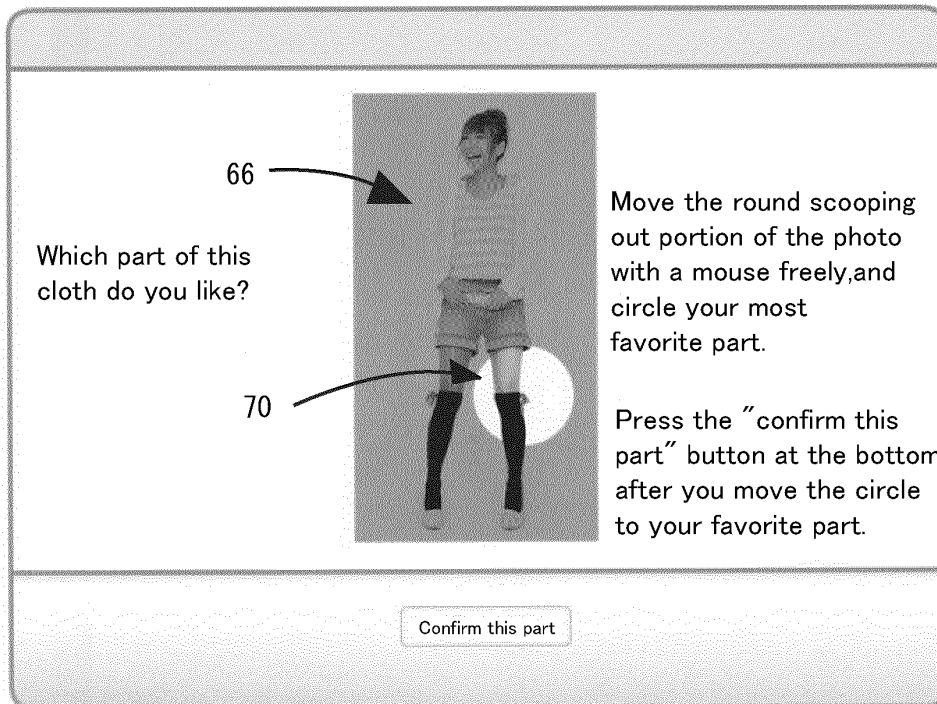 66
Which part of this
cloth do you like?
70
Move the round scooping
out portion of the photo
with a mouse freely,and
circle your most
favorite part.
Press the "confirm this
part" button at the bottom
after you move the circle
to your favorite part.
Confirm this part